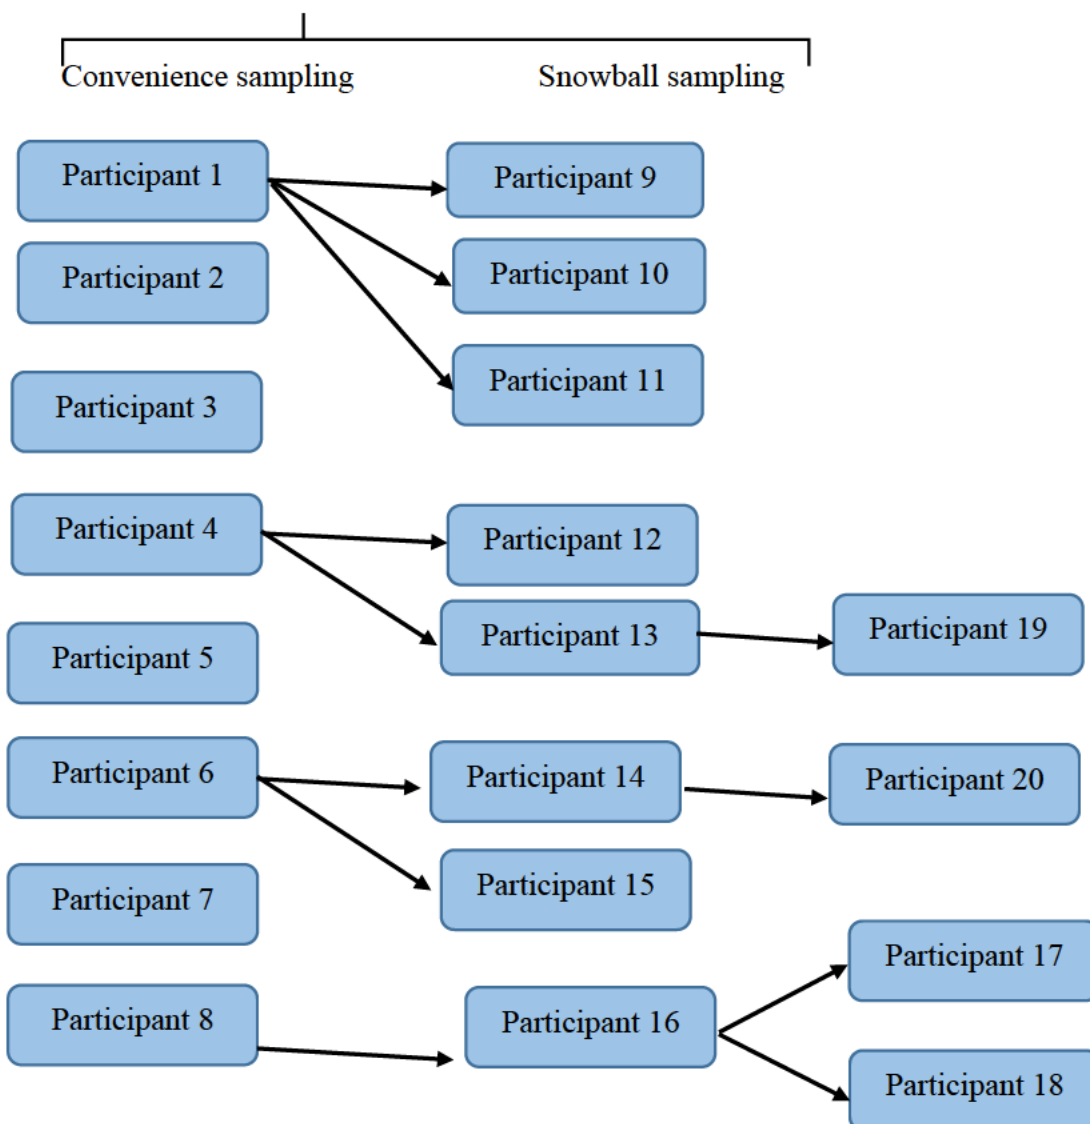 Convenience sampling
Snowball sampling
Participant 1
Participant 9
Participant 2
Participant 10
Participant 3
Participant 11
Participant 4
Participant 12
Participant 5
Participant 13
Participant 19
Participant 6
Participant 14
Participant 20
Participant 7
Participant 15
Participant 8
Participant 16
Participant 17
Participant 18